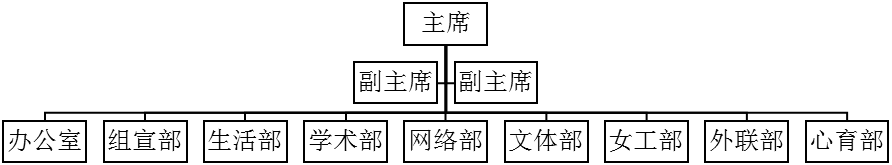 主席
副主席 副主席
办公室 组宣部 生活部 学术部 网络部 文体部 女工部 外联部 心育部